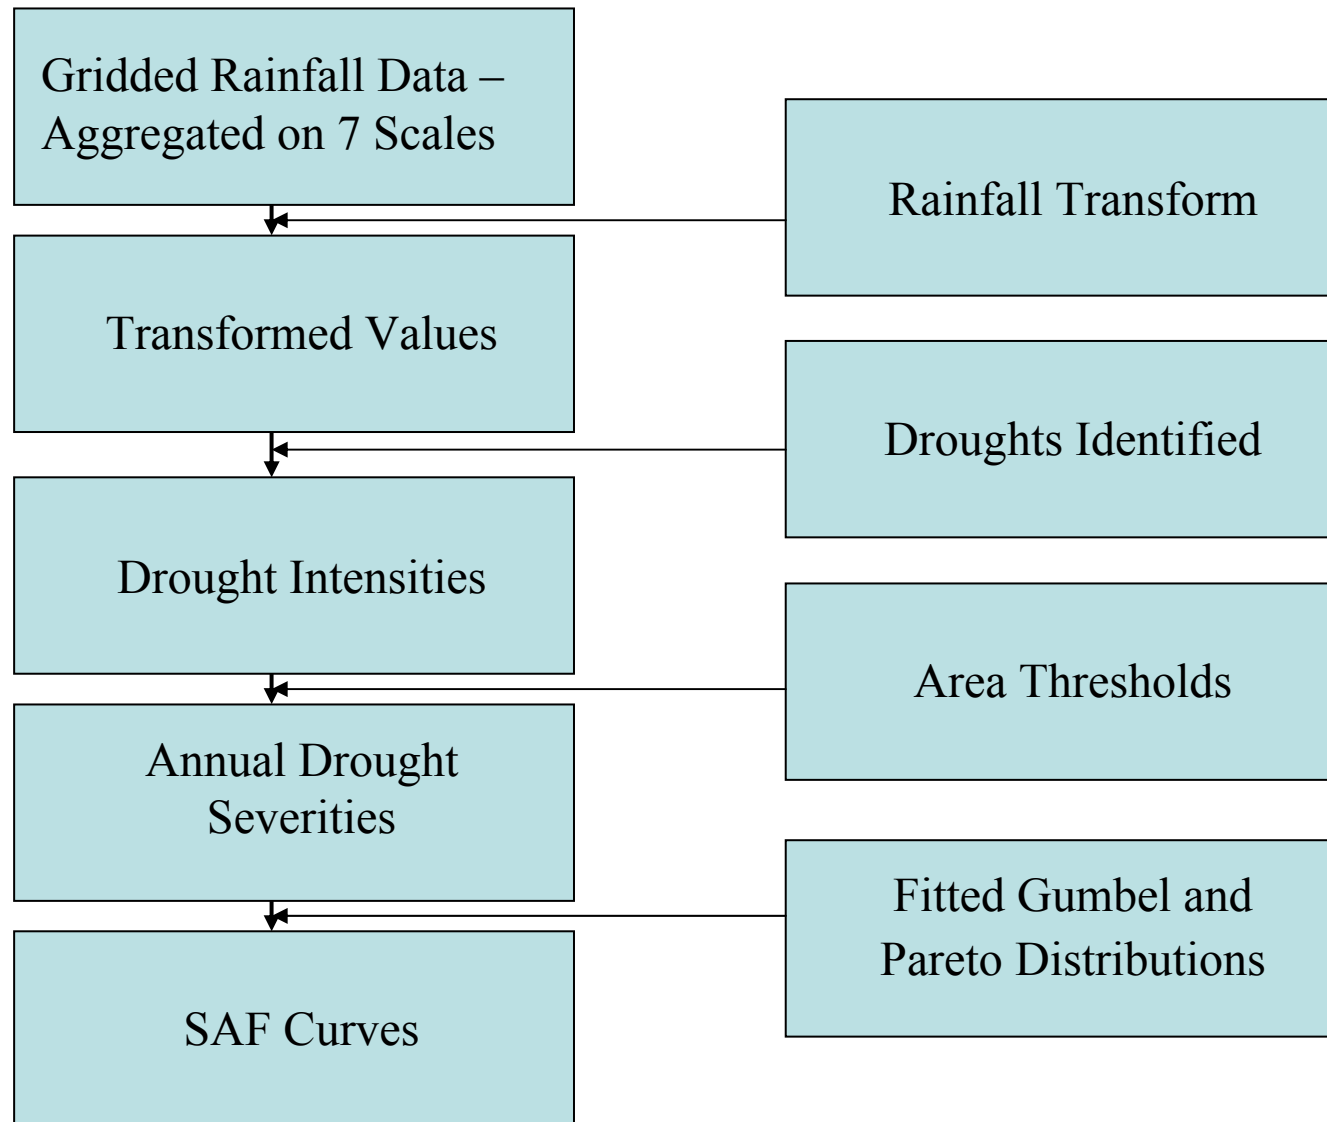 Gridded Rainfall Data –
Aggregated on 7 Scales
Rainfall Transform
Transformed Values
Droughts Identified
Drought Intensities
Area Thresholds
Annual Drought
Severities
Fitted Gumbel and
Pareto Distributions
SAF Curves